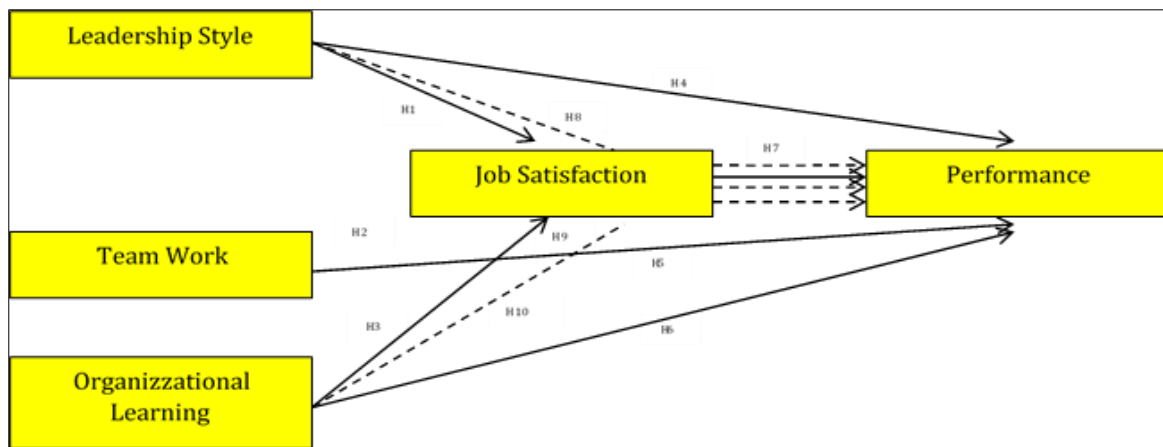 Leadership Style
H4
H1
H8
H7
Job Satisfaction
Performance
H2
H9
Team Work
H5
H10
H3
H6
Organizzational
Learning